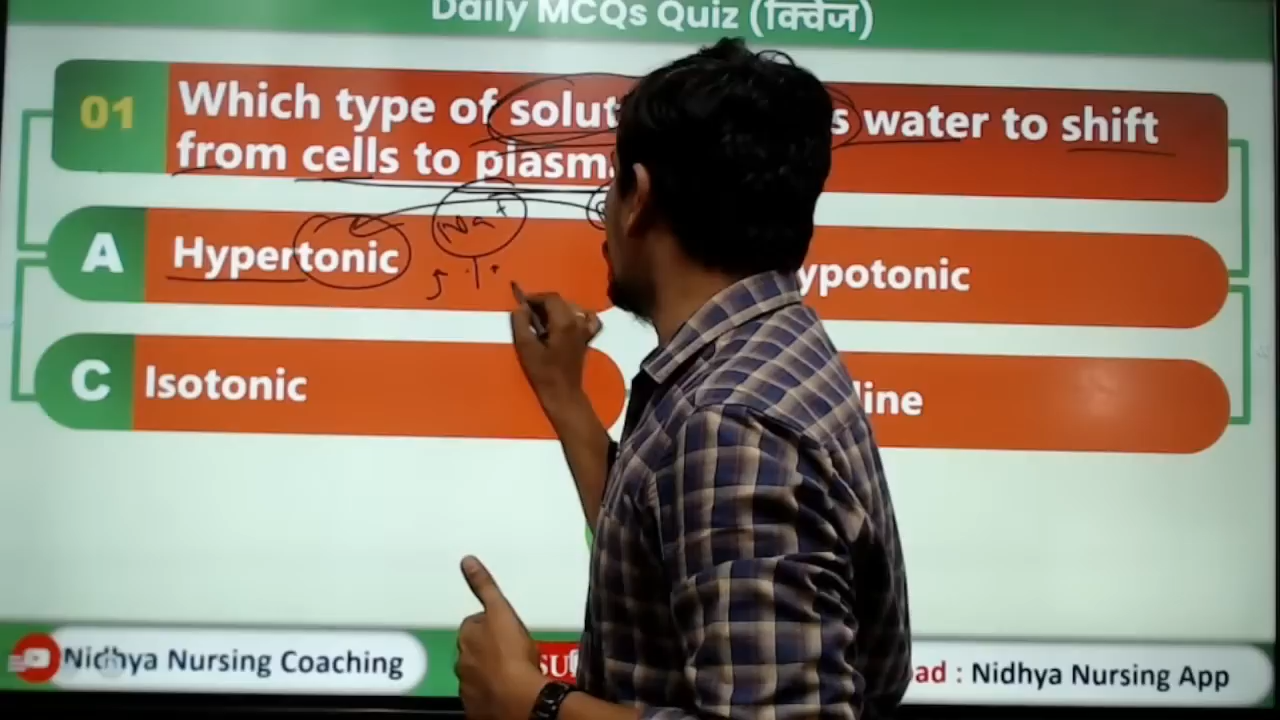 Daily MCQs Quiz (क्विज)
01
Which type of solut s water to shift
from cells to plasm
Na+
A Hypertonic
ypotonic
C Isotonic
line
Nidhya Nursing Coaching
ad : Nidhya Nursing App